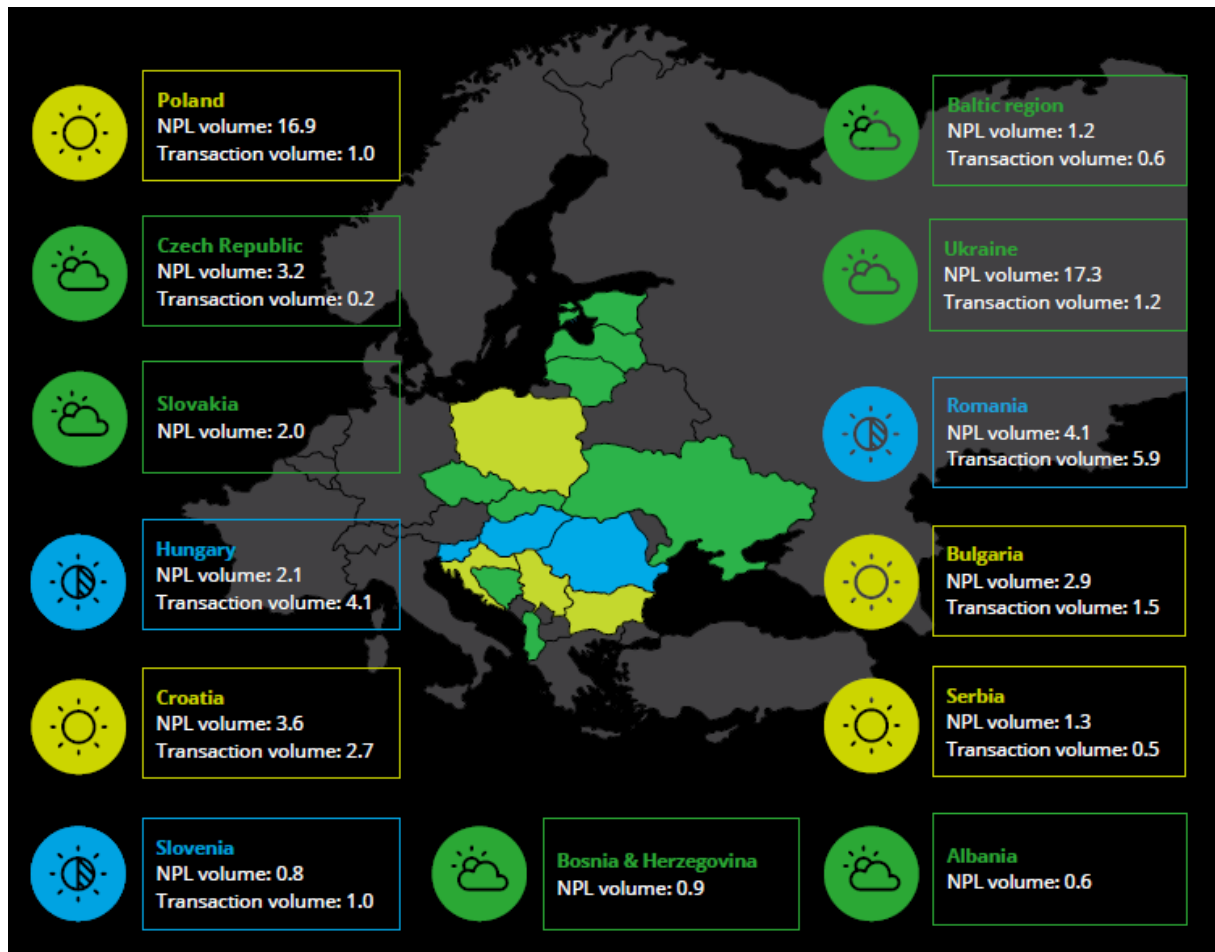 Poland
NPL volume: 16.9
Transaction volume: 1.0
Czech Republic
NPL volume: 3.2
Transaction volume: 0.2
Slovakia
NPL volume: 2.0
Hungary
NPL volume: 2.1
Transaction volume: 4.1
Croatia
NPL volume: 3.6
Transaction volume: 2.7
Slovenia
NPL volume: 0.8
Transaction volume: 1.0
Bosnia & Herzegovina
NPL volume: 0.9
Baltic region
NPL volume: 1.2
Transaction volume: 0.6
Ukraine
NPL volume: 17.3
Transaction volume: 1.2
Romania
NPL volume: 4.1
Transaction volume: 5.9
Bulgaria
NPL volume: 2.9
Transaction volume: 1.5
Serbia
NPL volume: 1.3
Transaction volume: 0.5
Albania
NPL volume: 0.6